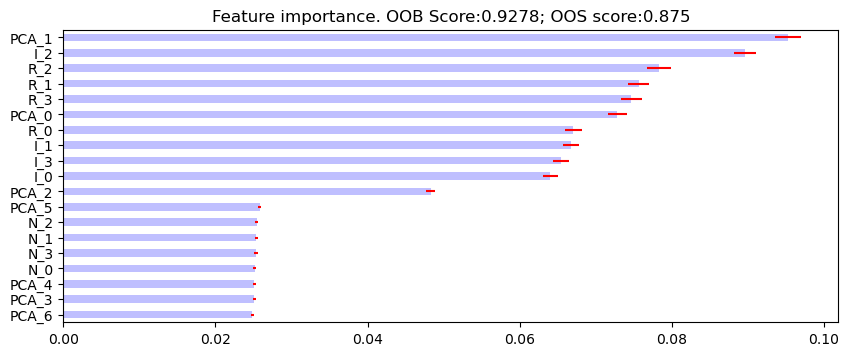 Feature importance. OOB Score:0.9278; OOS score:0.875
PCA_1
I_2
R_2
R_1
R_3
PCA_0
R_0
I_1
I_3
I_0
PCA_2
PCA_5
N_2
N_1
N_3
N_0
PCA_4
PCA_3
PCA_6
0.00 0.02 0.04 0.06 0.08 0.10